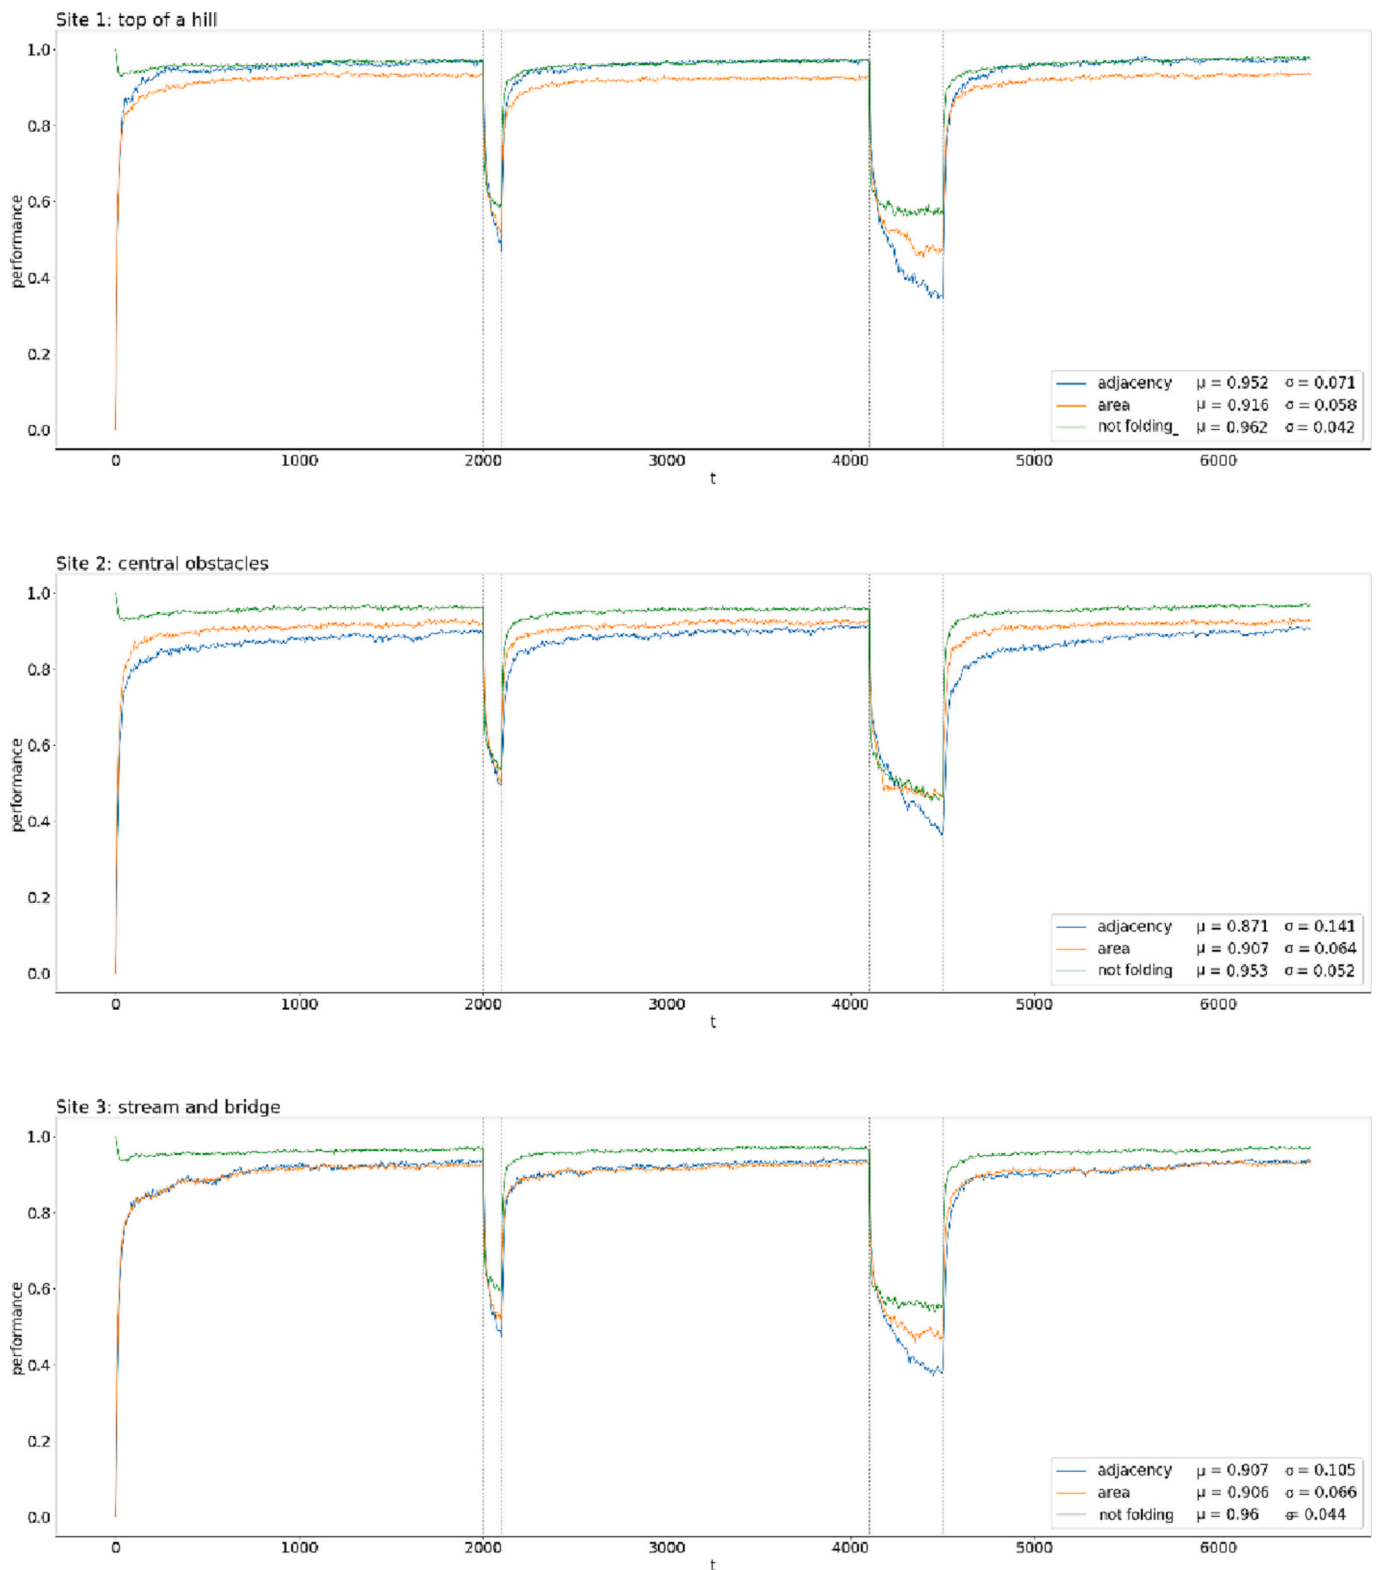 Site 1: top of a hill
1.0
0.8
0.6
0.4
0.2
0.0
performance
adjacency μ = 0.952 σ = 0.071
area μ = 0.916 σ = 0.058
not folding_ μ = 0.962 σ = 0.042
0 1000 2000 3000 4000 5000 6000
t
Site 2: central obstacles
1.0
0.8
0.6
0.4
0.2
0.0
performance
adjacency μ = 0.871 σ = 0.141
area μ = 0.907 σ = 0.064
not folding μ = 0.953 σ = 0.052
0 1000 2000 3000 4000 5000 6000
t
Site 3: stream and bridge
1.0
0.8
0.6
0.4
0.2
0.0
performance
adjacency μ = 0.907 σ = 0.105
area μ = 0.906 σ = 0.066
not folding μ = 0.96 σ= 0.044
0 1000 2000 3000 4000 5000 6000
t